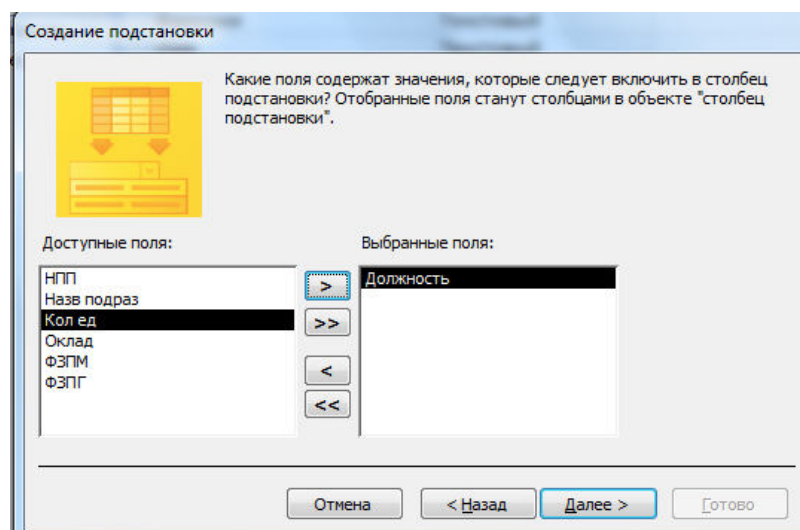 Создание подстановки
Какие поля содержат значения, которые следует включить в столбец
подстановки? Отобранные поля станут столбцами в объекте "столбец
подстановки".
Доступные поля:
Выбранные поля:
НПП
Назв подраз
Кол ед
Оклад
ФЗПМ
ФЗПГ
>
>>
<
<<
Должность
Отмена
< Назад
Далее >
Готово